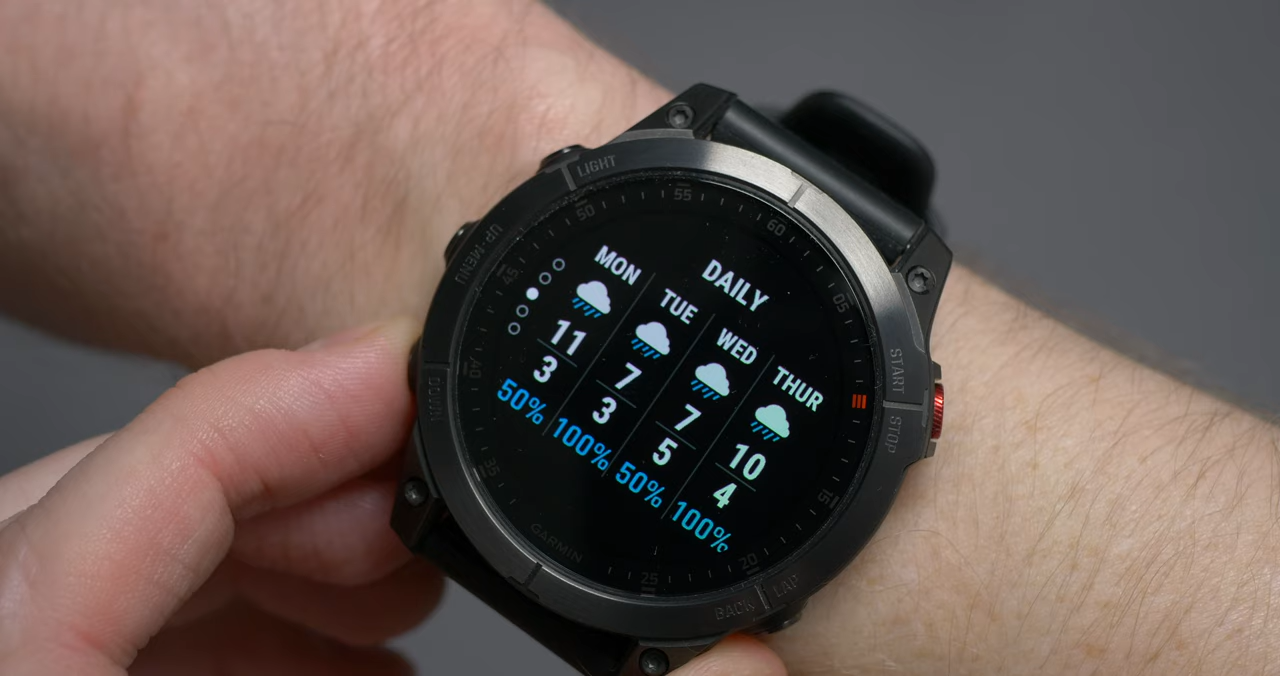 LIGHT
UP·MENU
DOWN
START
STOP
BACK
LAP
55
60
05
15
20
25
35
40
45
50
DAILY
MON TUE WED THUR
11 7 7 10
3 3 5 4
50% 100% 50% 100%
GARMIN